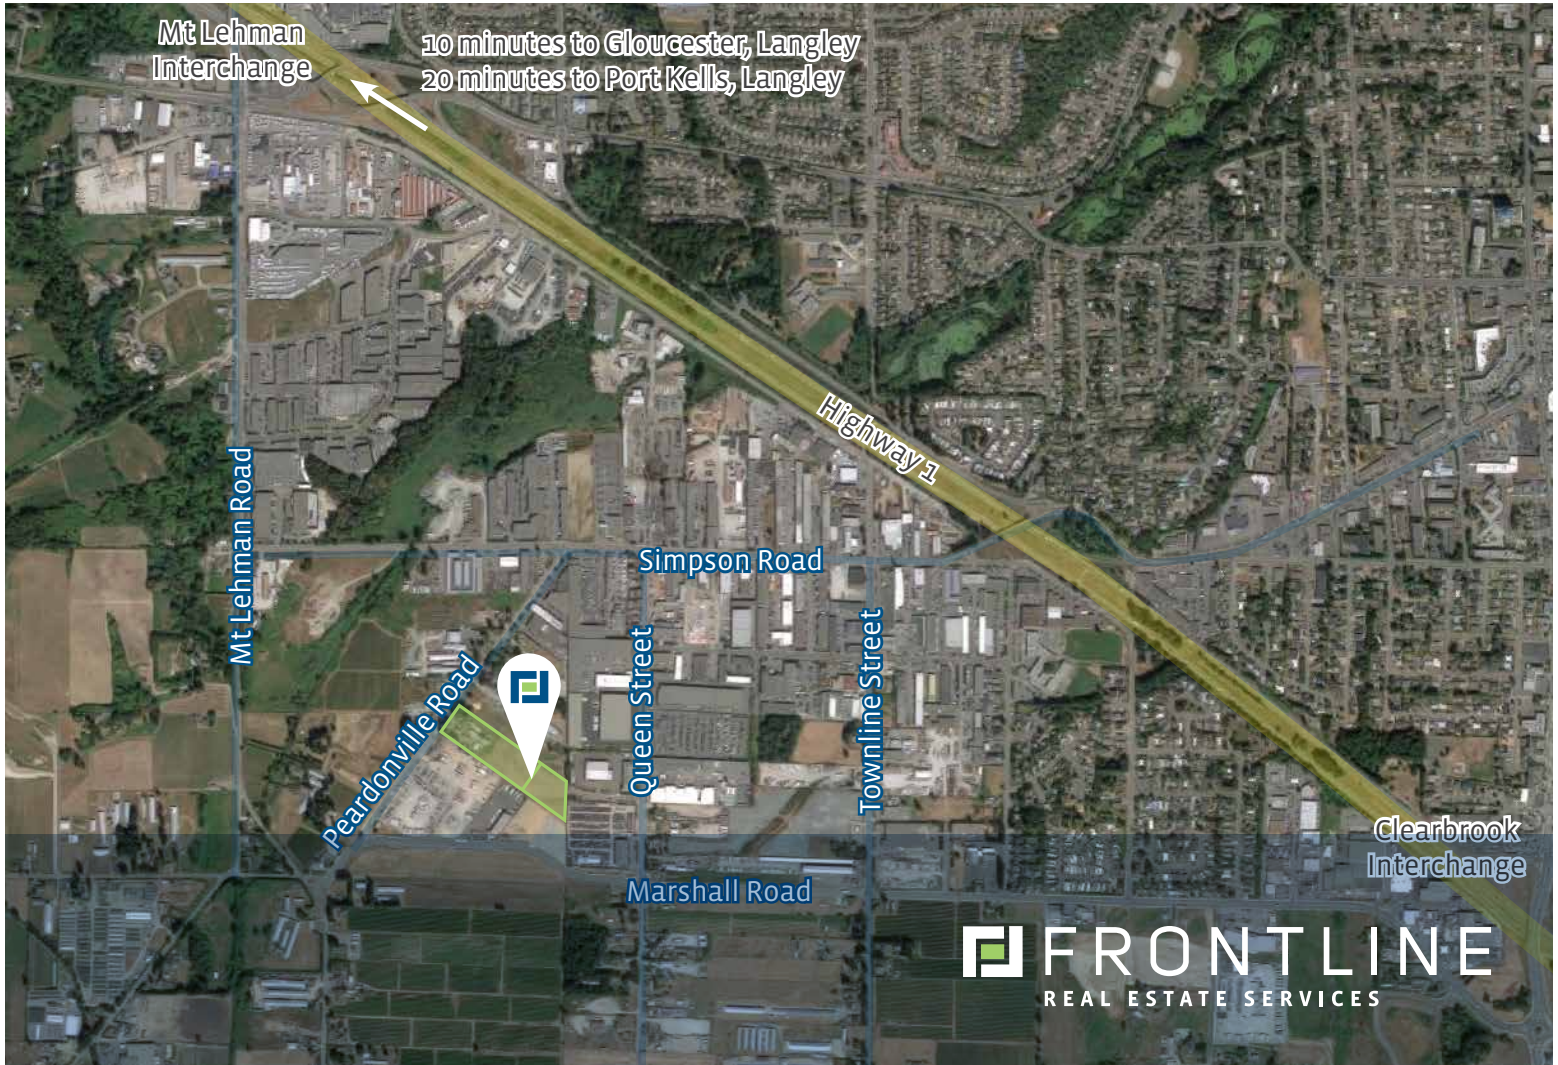 Mt Lehman
Interchange
10 minutes to Gloucester, Langley
20 minutes to Port Kells, Langley
Highway 1
Mt Lehman Road
Simpson Road
Peardonville Road
Queen Street
Townline Street
Clearbrook
Interchange
Marshall Road
FRONTLINE
REAL ESTATE SERVICES